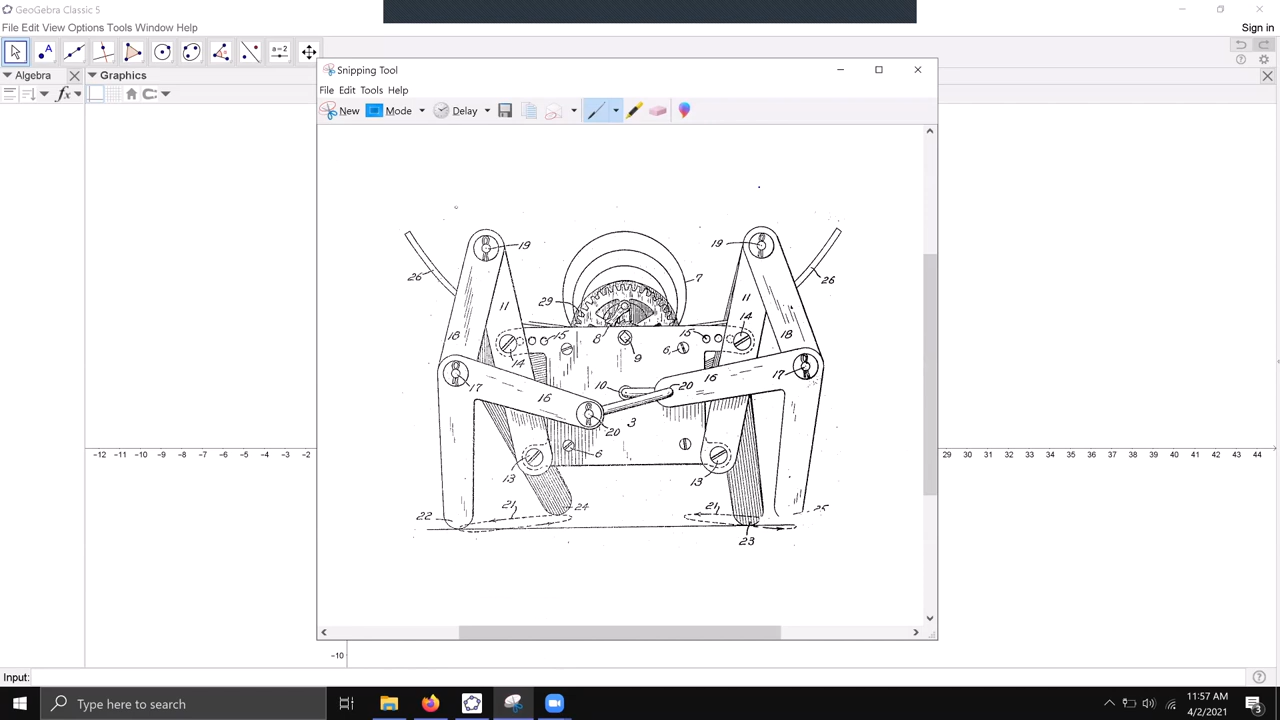 GeoGebra Classic 5
File Edit View Options Tools Window Help
Sign in
a=2
Algebra
Graphics
fx
Snipping Tool
File Edit Tools Help
New Mode Delay
19 19
26 7 26
11 29 11
14
18 15 8 15 18
9 6
14
17 16 10 20 16 17
20 3
6
13 13
22 21 24 21 25
23
-12 -11 -10 -9 -8 -7 -6 -5 -4 -3 -2 29 30 31 32 33 34 35 36 37 38 39 40 41 42 43 44
-10
Input:
Type here to search
11:57 AM
4/2/2021
3